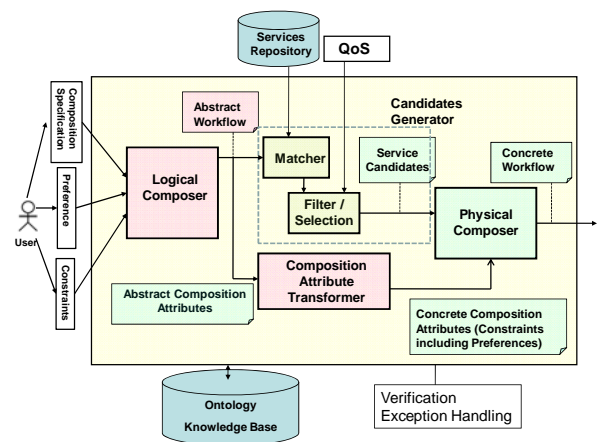 Services
Repository
QoS
Composition
Specification
Abstract
Workflow
Candidates
Generator
Matcher
Service
Candidates
Concrete
Workflow
Logical
Composer
Preference
User
Filter /
Selection
Physical
Composer
Constraints
Composition
Attribute
Transformer
Abstract Composition
Attributes
Concrete Composition
Attributes (Constraints
including Preferences)
Ontology
Knowledge Base
Verification
Exception Handling